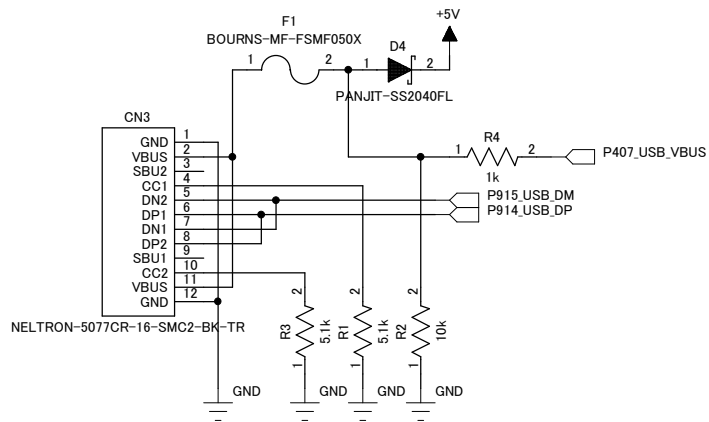 +5V
F1
BOURNS-MF-FSMF050X
D4
1 2
1 2
PANJIT-SS2040FL
CN3
GND 1
VBUS 2
SBU2 3
CC1 4
DN2 5
DP1 6
DN1 7
DP2 8
SBU1 9
CC2 10
VBUS 11
GND 12
NELTRON-5077CR-16-SMC2-BK-TR
R4
1 2
1k
P407_USB_VBUS
P915_USB_DM
P914_USB_DP
2 2 2
R3 5.1k
R1 5.1k
R2 10k
1 1 1
GND GND GND GND